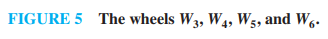 FIGURE 5 The wheels W₃, W₄, W₅, and W₆.